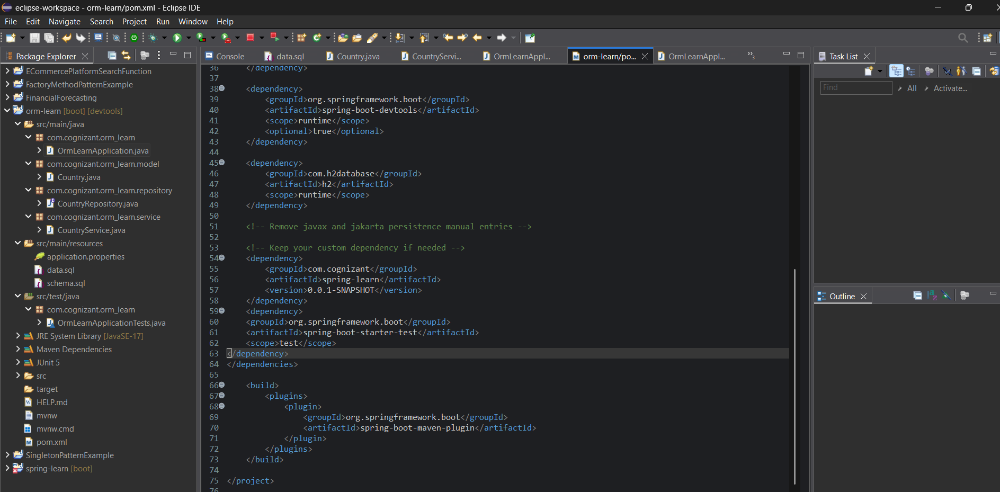 eclipse-workspace - orm-learn/pom.xml - Eclipse IDE
File Edit Navigate Search Project Run Window Help
Package Explorer
ECommercePlatformSearchFunction
FactoryMethodPatternExample
FinancialForecasting
orm-learn [boot] [devtools]
src/main/java
com.cognizant.orm_learn
OrmLearnApplication.java
com.cognizant.orm_learn.model
Country.java
com.cognizant.orm_learn.repository
CountryRepository.java
com.cognizant.orm_learn.service
CountryService.java
src/main/resources
application.properties
data.sql
schema.sql
src/test/java
com.cognizant.orm_learn
OrmLearnApplicationTests.java
JRE System Library [JavaSE-17]
Maven Dependencies
JUnit 5
src
target
HELP.md
mvnw
mvnw.cmd
pom.xml
SingletonPatternExample
spring-learn [boot]
Console data.sql Country.java CountryServi... OrmLearnAppl... orm-learn/po... OrmLearnAppl... 3
36 </dependency>
37
38 <dependency>
39 <groupId>org.springframework.boot</groupId>
40 <artifactId>spring-boot-devtools</artifactId>
41 <scope>runtime</scope>
42 <optional>true</optional>
43 </dependency>
44
45 <dependency>
46 <groupId>com.h2database</groupId>
47 <artifactId>h2</artifactId>
48 <scope>runtime</scope>
49 </dependency>
50
51 <!-- Remove javax and jakarta persistence manual entries -->
52
53 <!-- Keep your custom dependency if needed -->
54 <dependency>
55 <groupId>com.cognizant</groupId>
56 <artifactId>spring-learn</artifactId>
57 <version>0.0.1-SNAPSHOT</version>
58 </dependency>
59 <dependency>
60 <groupId>org.springframework.boot</groupId>
61 <artifactId>spring-boot-starter-test</artifactId>
62 <scope>test</scope>
63 </dependency>
64 </dependencies>
65
66 <build>
67 <plugins>
68 <plugin>
69 <groupId>org.springframework.boot</groupId>
70 <artifactId>spring-boot-maven-plugin</artifactId>
71 </plugin>
72 </plugins>
73 </build>
74
75 </project>
76
Task List
Find All Activate...
Outline